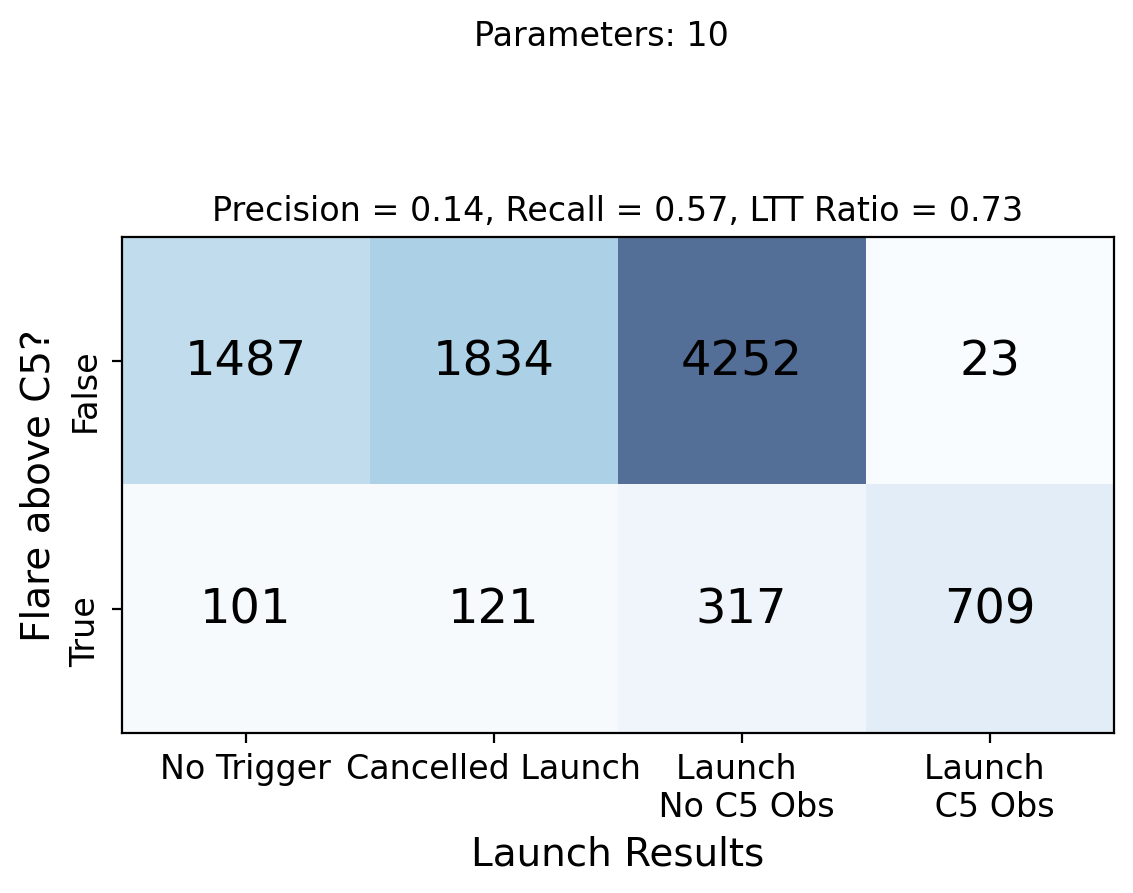 Parameters: 10
Precision = 0.14, Recall = 0.57, LTT Ratio = 0.73
Flare above C5?
False
1487 1834 4252 23
True
101 121 317 709
No Trigger Cancelled Launch Launch Launch
No C5 Obs C5 Obs
Launch Results